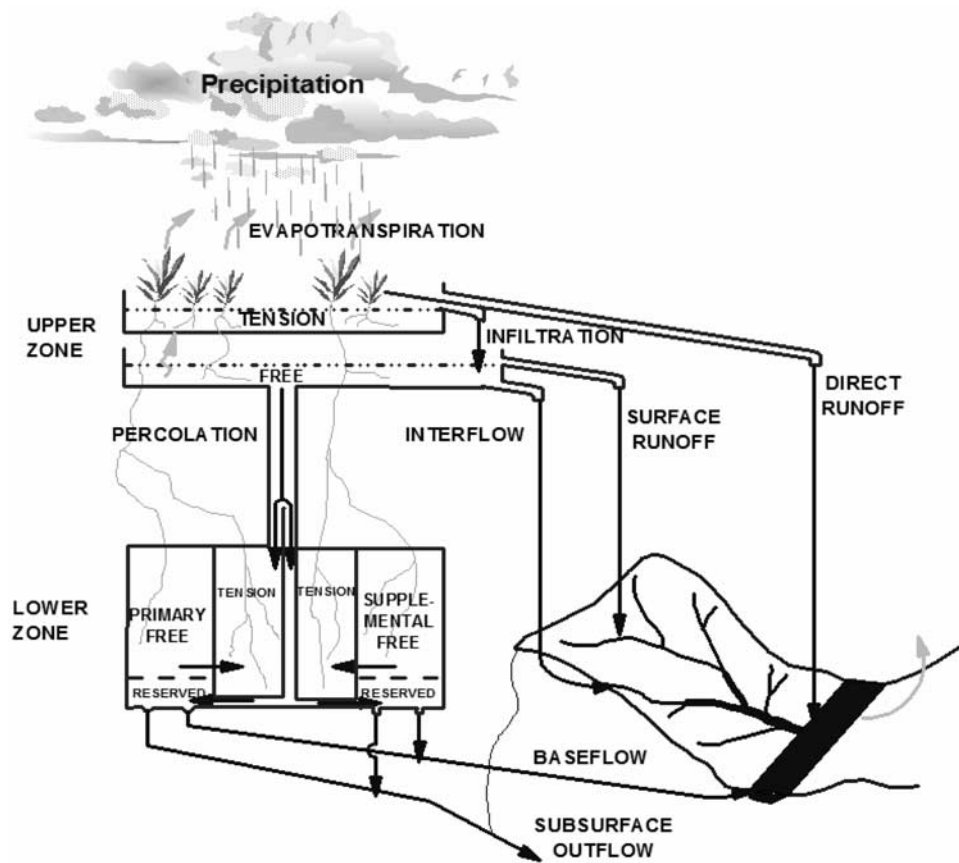 Precipitation
EVAPOTRANSPIRATION
UPPER
ZONE
TENSION
INFILTRATION
FREE
DIRECT
RUNOFF
PERCOLATION
INTERFLOW
SURFACE
RUNOFF
LOWER
ZONE
PRIMARY
FREE
TENSION
TENSION
SUPPLE-
MENTAL
FREE
RESERVED
RESERVED
BASEFLOW
SUBSURFACE
OUTFLOW